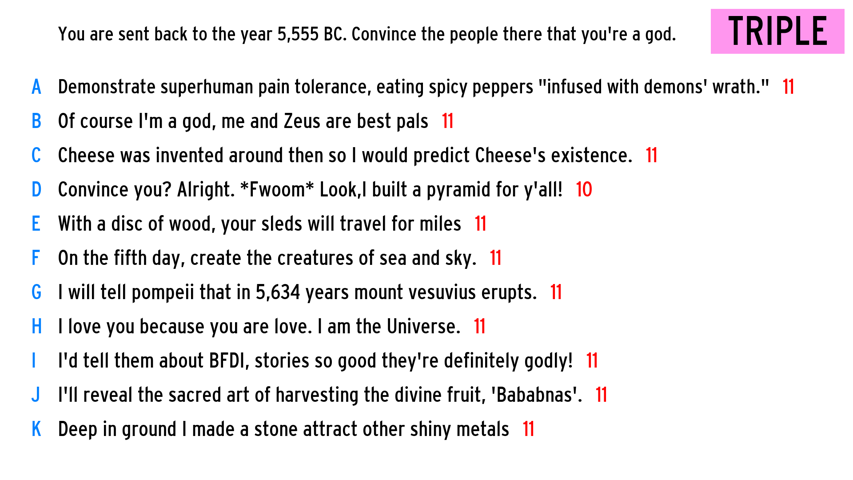 You are sent back to the year 5,555 BC. Convince the people there that you're a god.
TRIPLE
A Demonstrate superhuman pain tolerance, eating spicy peppers "infused with demons' wrath." 11
B Of course I'm a god, me and Zeus are best pals 11
C Cheese was invented around then so I would predict Cheese's existence. 11
D Convince you? Alright. *Fwoom* Look,I built a pyramid for y'all! 10
E With a disc of wood, your sleds will travel for miles 11
F On the fifth day, create the creatures of sea and sky. 11
G I will tell pompeii that in 5,634 years mount vesuvius erupts. 11
H I love you because you are love. I am the Universe. 11
I I'd tell them about BFDI, stories so good they're definitely godly! 11
J I'll reveal the sacred art of harvesting the divine fruit, 'Bababnas'. 11
K Deep in ground I made a stone attract other shiny metals 11